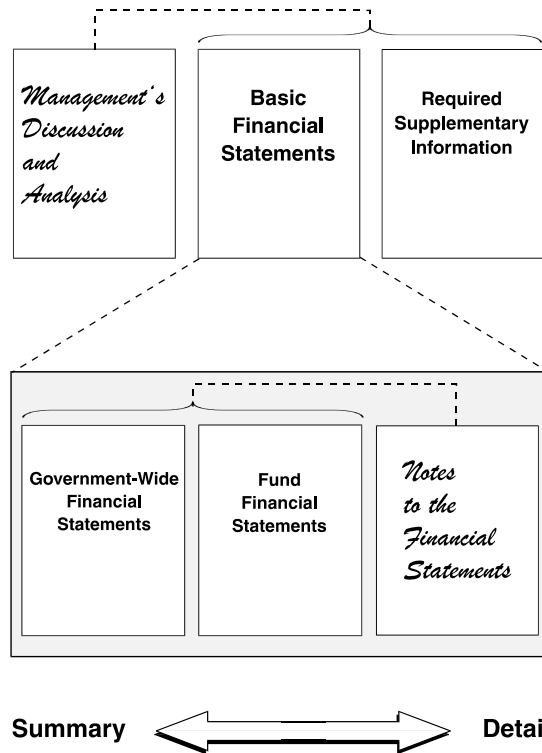 Management's
Discussion
and
Analysis
Basic
Financial
Statements
Required
Supplementary
Information
Government-Wide
Financial
Statements
Fund
Financial
Statements
Notes
to the
Financial
Statements
Summary
Detai